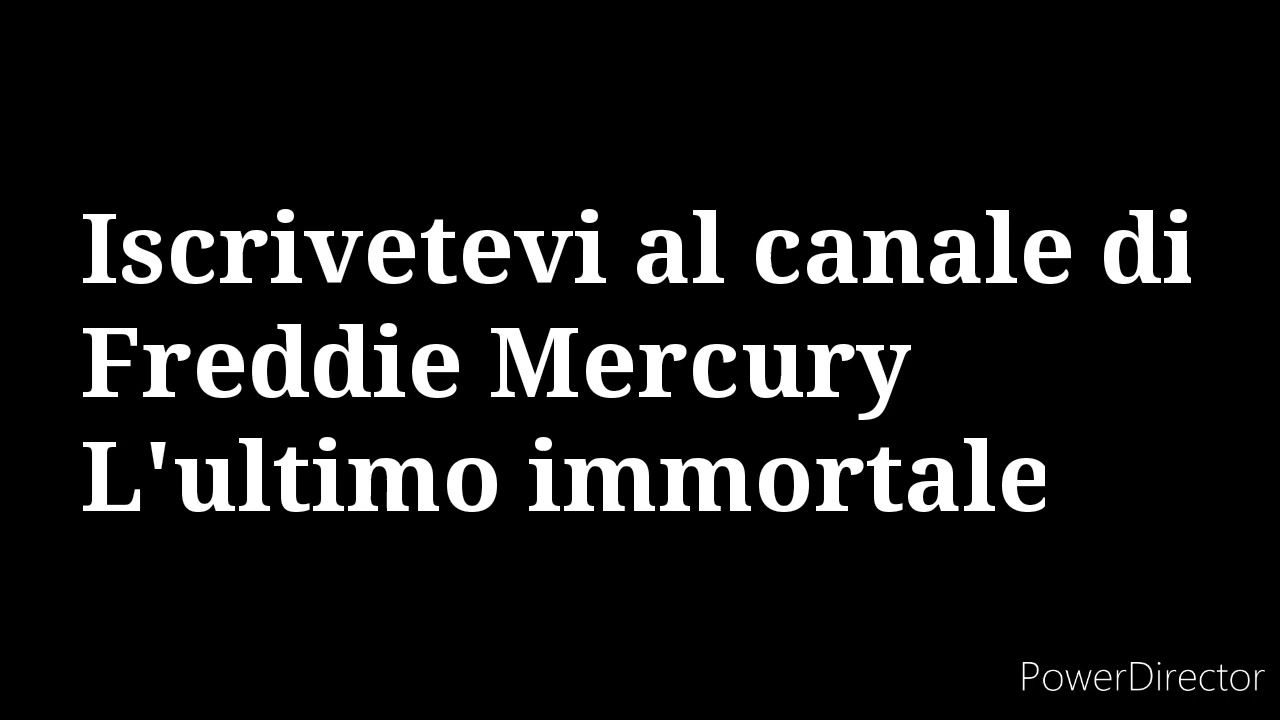 Iscrivetevi al canale di
Freddie Mercury
L'ultimo immortale
PowerDirector